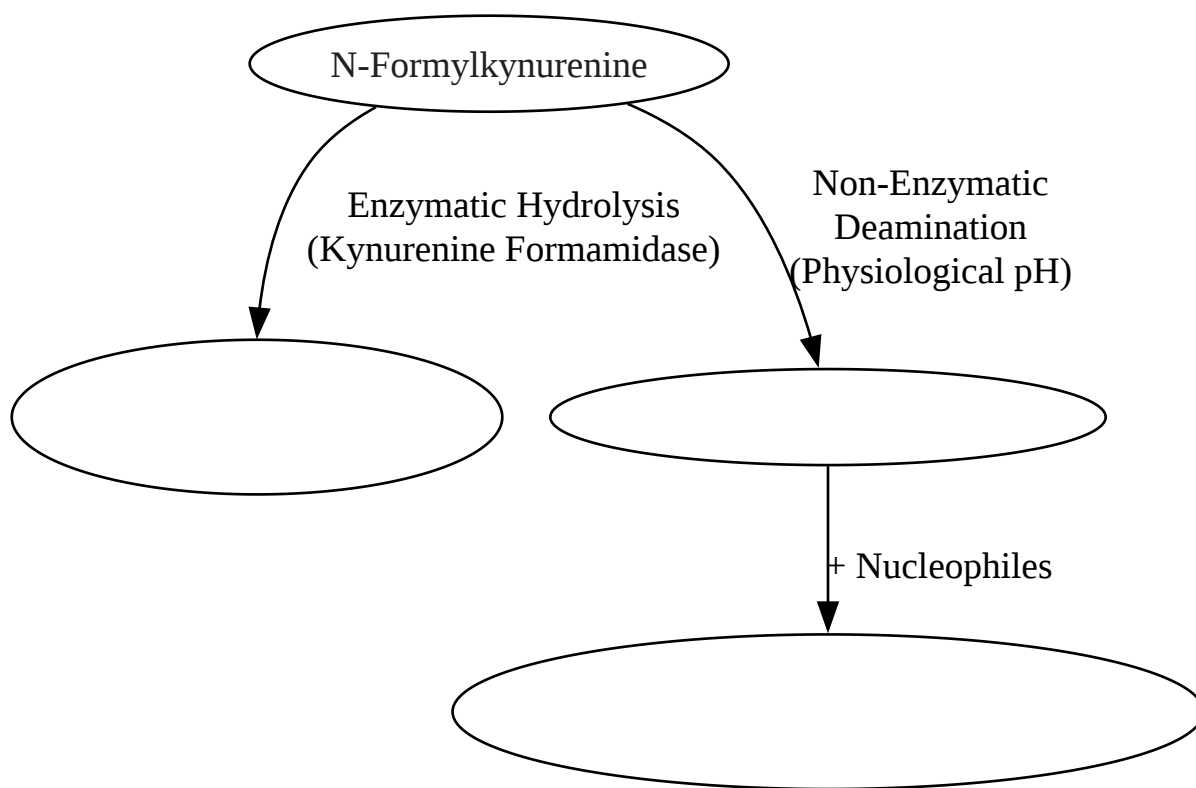 N-Formylkynurenine
Enzymatic Hydrolysis
(Kynurenine Formamidase)
Non-Enzymatic
Deamination
(Physiological pH)
+ Nucleophiles